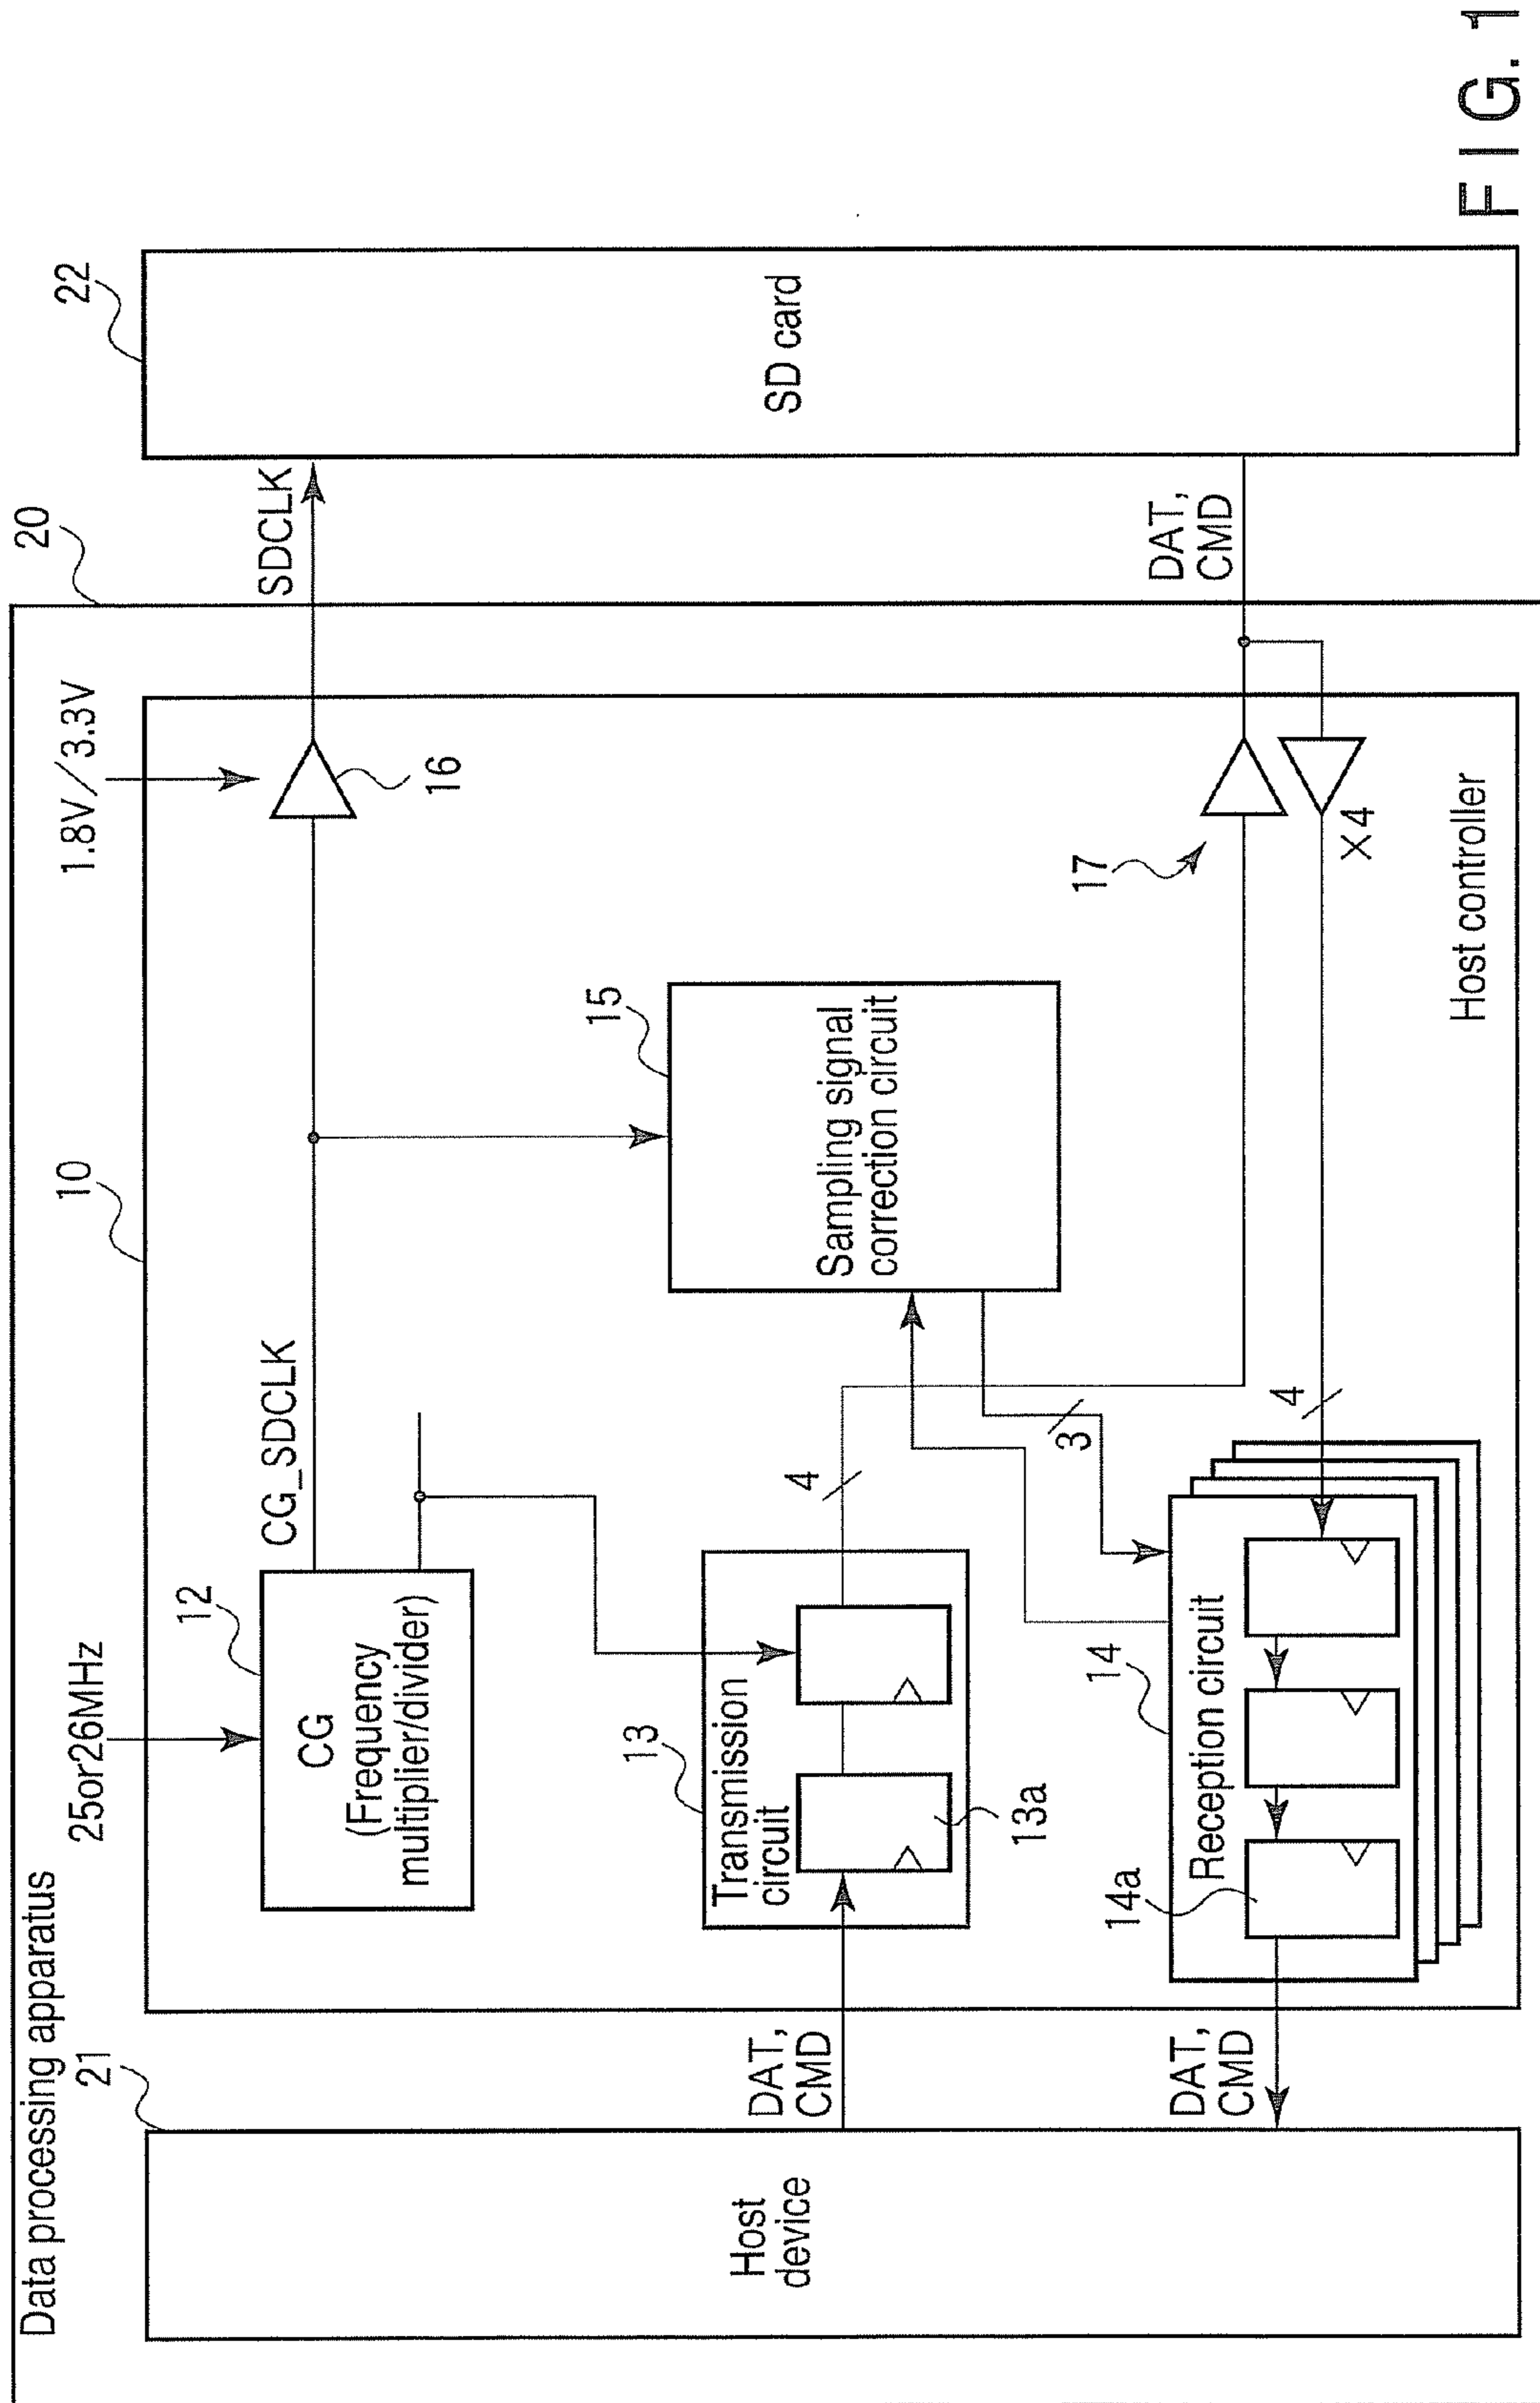 Data processing apparatus
20
21
Host
device
10
25or26MHz
12
CG
(Frequency
multiplier/divider)
CG_SDCLK
1.8V/3.3V
16
SDCLK
22
SD card
15
Sampling signal
correction circuit
DAT,
CMD
13
Transmission
circuit
13a
4
3
17
DAT,
CMD
×4
DAT,
CMD
14
Reception circuit
14a
4
Host controller
FIG. 1